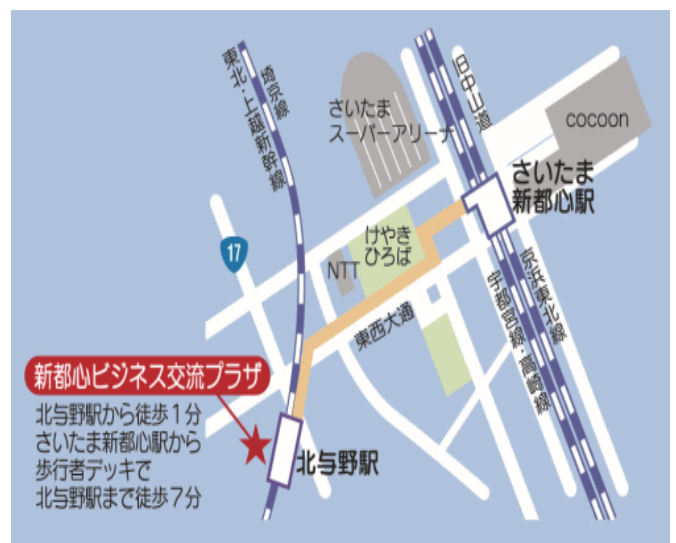 埼京線
東北・上越新幹線
旧中山道
さいたま
スーパーアリーナ
cocoon
さいたま
新都心駅
けやき
ひろば
NTT
17
東西大通
京浜東北線
宇都宮線・高崎線
新都心ビジネス交流プラザ
北与野駅から徒歩1分
さいたま新都心駅から
歩行者デッキで
北与野駅まで徒歩7分
北与野駅